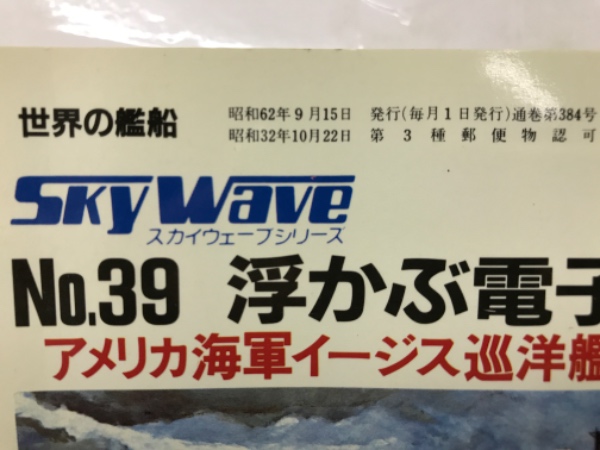 世界の艦船
昭和62年9月15日 発行(毎月1日発行)通巻第384号
昭和32年10月22日 第3種郵便物認可
SKYWave
スカイウェーブシリーズ
No.39 浮かぶ電子
アメリカ海軍イージス巡洋艦